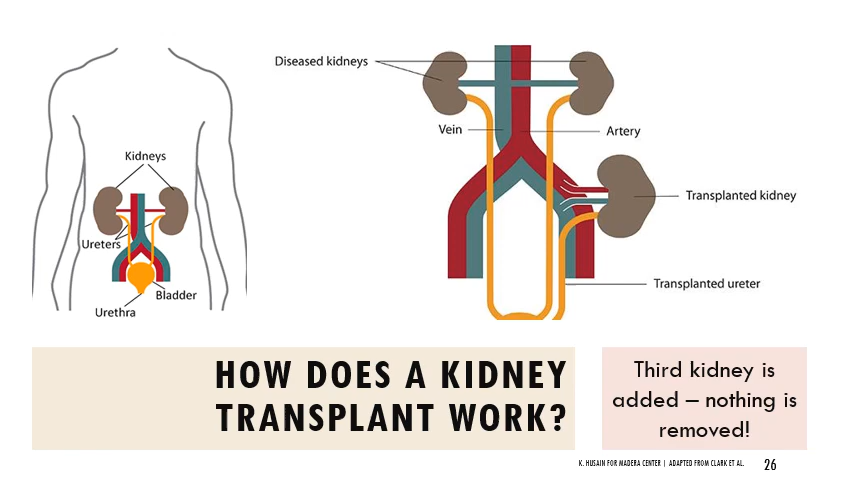 Diseased kidneys
Vein
Artery
Kidneys
Transplanted kidney
Ureters
Transplanted ureter
Bladder
Urethra
HOW DOES A KIDNEY
TRANSPLANT WORK?
Third kidney is
added – nothing is
removed!
K. HUSAIN FOR MADERA CENTER | ADAPTED FROM CLARK ET AL.
26